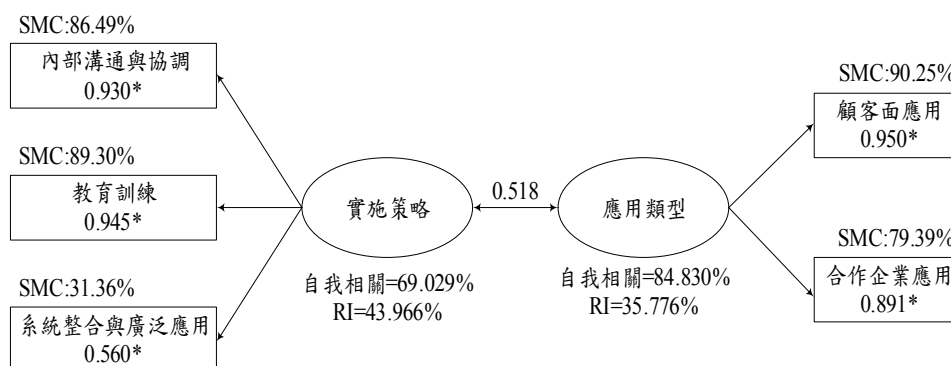 SMC:86.49%
內部溝通與協調
0.930*
SMC:89.30%
教育訓練
0.945*
SMC:31.36%
系統整合與廣泛應用
0.560*
實施策略
自我相關=69.029%
RI=43.966%
0.518
應用類型
自我相關=84.830%
RI=35.776%
SMC:90.25%
顧客面應用
0.950*
SMC:79.39%
合作企業應用
0.891*